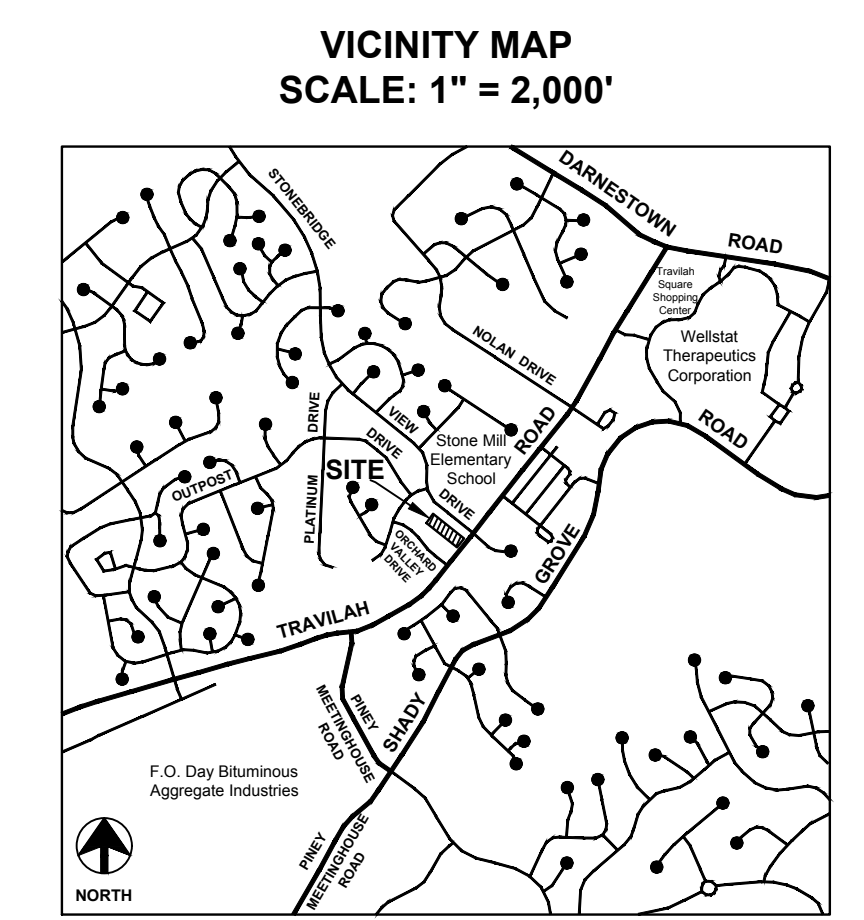 VICINITY MAP
SCALE: 1" = 2,000'
DARNESTOWN
ROAD
STONEBRIDGE
Travilah
Square
Shopping
Center
Wellstat
Therapeutics
Corporation
NOLAN DRIVE
ROAD
VIEW
DRIVE
DRIVE
PLATINUM
DRIVE
Stone Mill
Elementary
School
ROAD
SITE
OUTPOST
DRIVE
ORCHARD
VALLEY
DRIVE
GROVE
TRAVILAH
PINEY
MEETINGHOUSE
ROAD
SHADY
F.O. Day Bituminous
Aggregate Industries
PINEY
MEETINGHOUSE
ROAD
NORTH